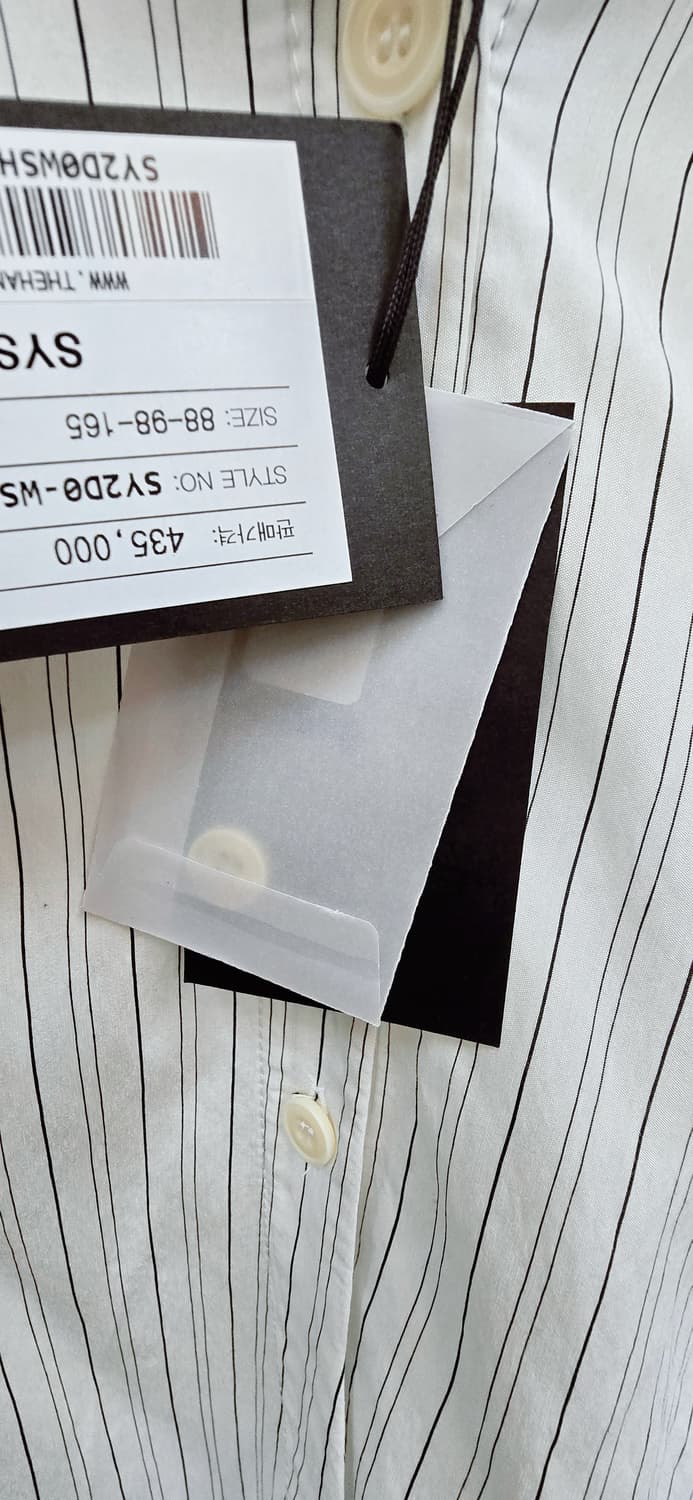 판매가격: 435,000
STYLE NO: SY2D0-WS
SIZE: 88-98-165
SYS
WWW.THEHAN
SY2D0WSH